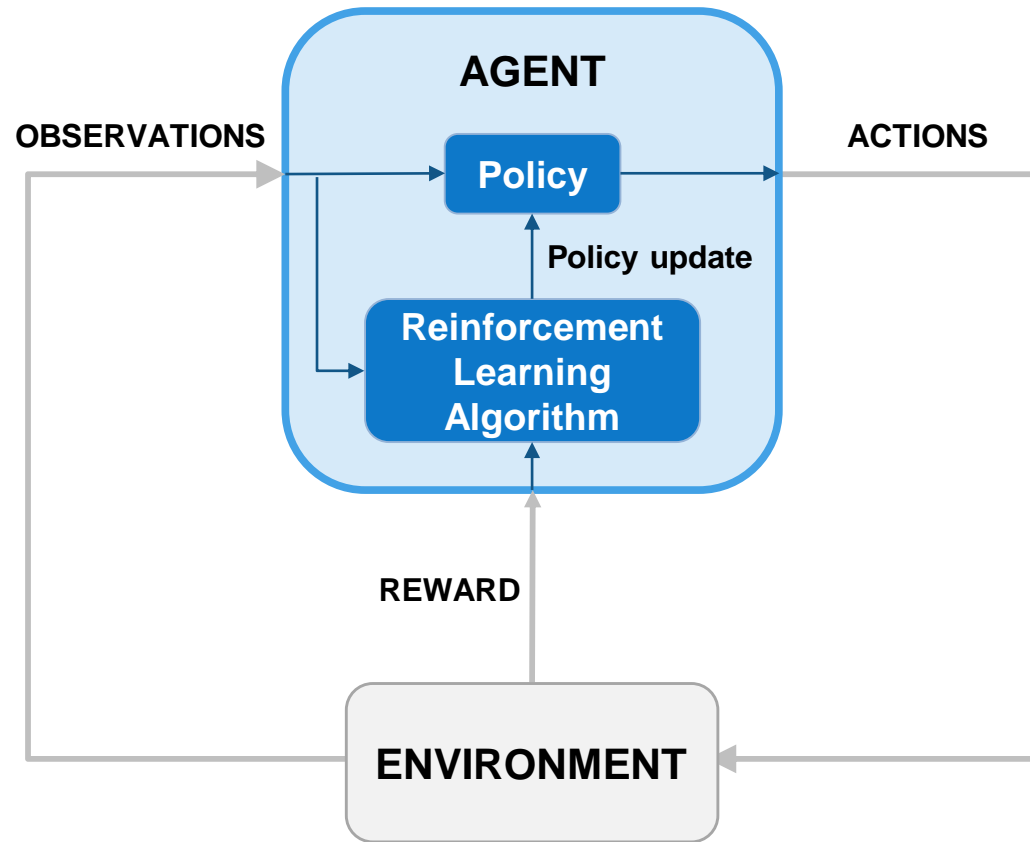 AGENT
OBSERVATIONS
ACTIONS
Policy
Policy update
Reinforcement
Learning
Algorithm
REWARD
ENVIRONMENT